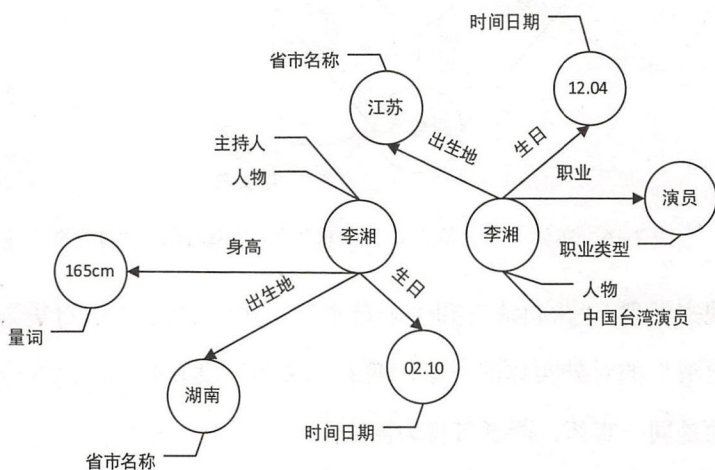 时间日期
省市名称
12.04
江苏
出生地
生日
主持人
职业
人物
演员
李湘
李湘
职业类型
165cm
身高
人物
中国台湾演员
出生地
生日
量词
02.10
湖南
时间日期
省市名称